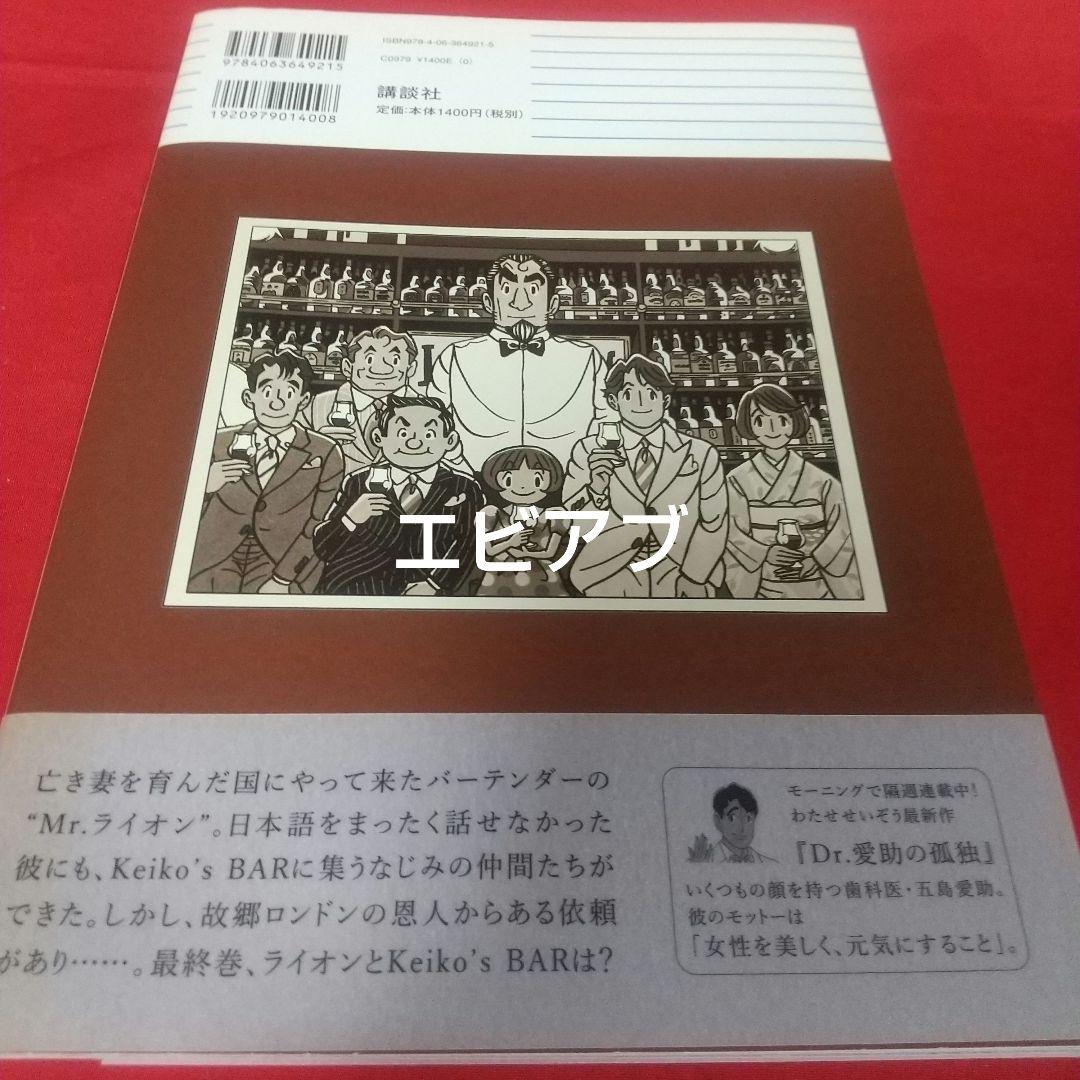 ISBN978-4-06-364921-5
9784063649215
C0979 ¥1400E (0)
講談社
定価:本体1400円(税別)
1920979014008
エビアブ
亡き妻を育んだ国にやって来たバーテンダーの
“Mr.ライオン”。日本語をまったく話せなかった
彼にも、Keiko’s BARに集うなじみの仲間たちが
できた。しかし、故郷ロンドンの恩人からある依頼
があり……。最終巻、ライオンとKeiko’s BARは?
モーニングで隔週連載中!
わたせせいぞう最新作
『Dr.愛助の孤独』
いくつもの顔を持つ歯科医・五島愛助。
彼のモットーは
「女性を美しく、元気にすること」。